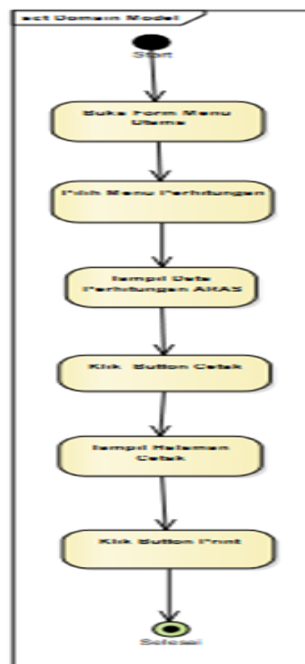 act Domain Model
Start
Buka Form Menu
Utama
Pilih Menu Perhitungan
Tampil Data
Perhitungan ARAS
Klik Button Cetak
Tampil Halaman
Cetak
Klik Button Print
Selesai